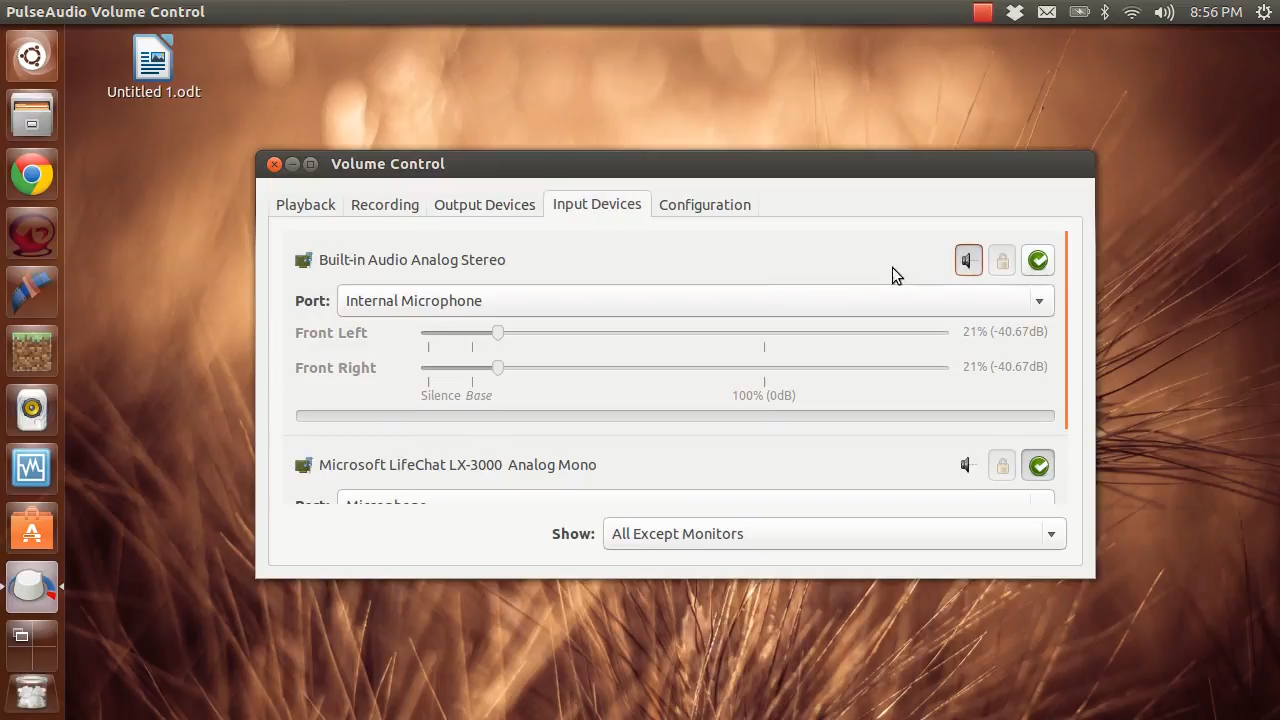 PulseAudio Volume Control
8:56 PM
Untitled 1.odt
Volume Control
Playback
Recording
Output Devices
Input Devices
Configuration
Built-in Audio Analog Stereo
Port:
Internal Microphone
Front Left
21% (-40.67dB)
Front Right
21% (-40.67dB)
Silence
Base
100% (0dB)
Microsoft LifeChat LX-3000 Analog Mono
Port:
Microphone
Show:
All Except Monitors